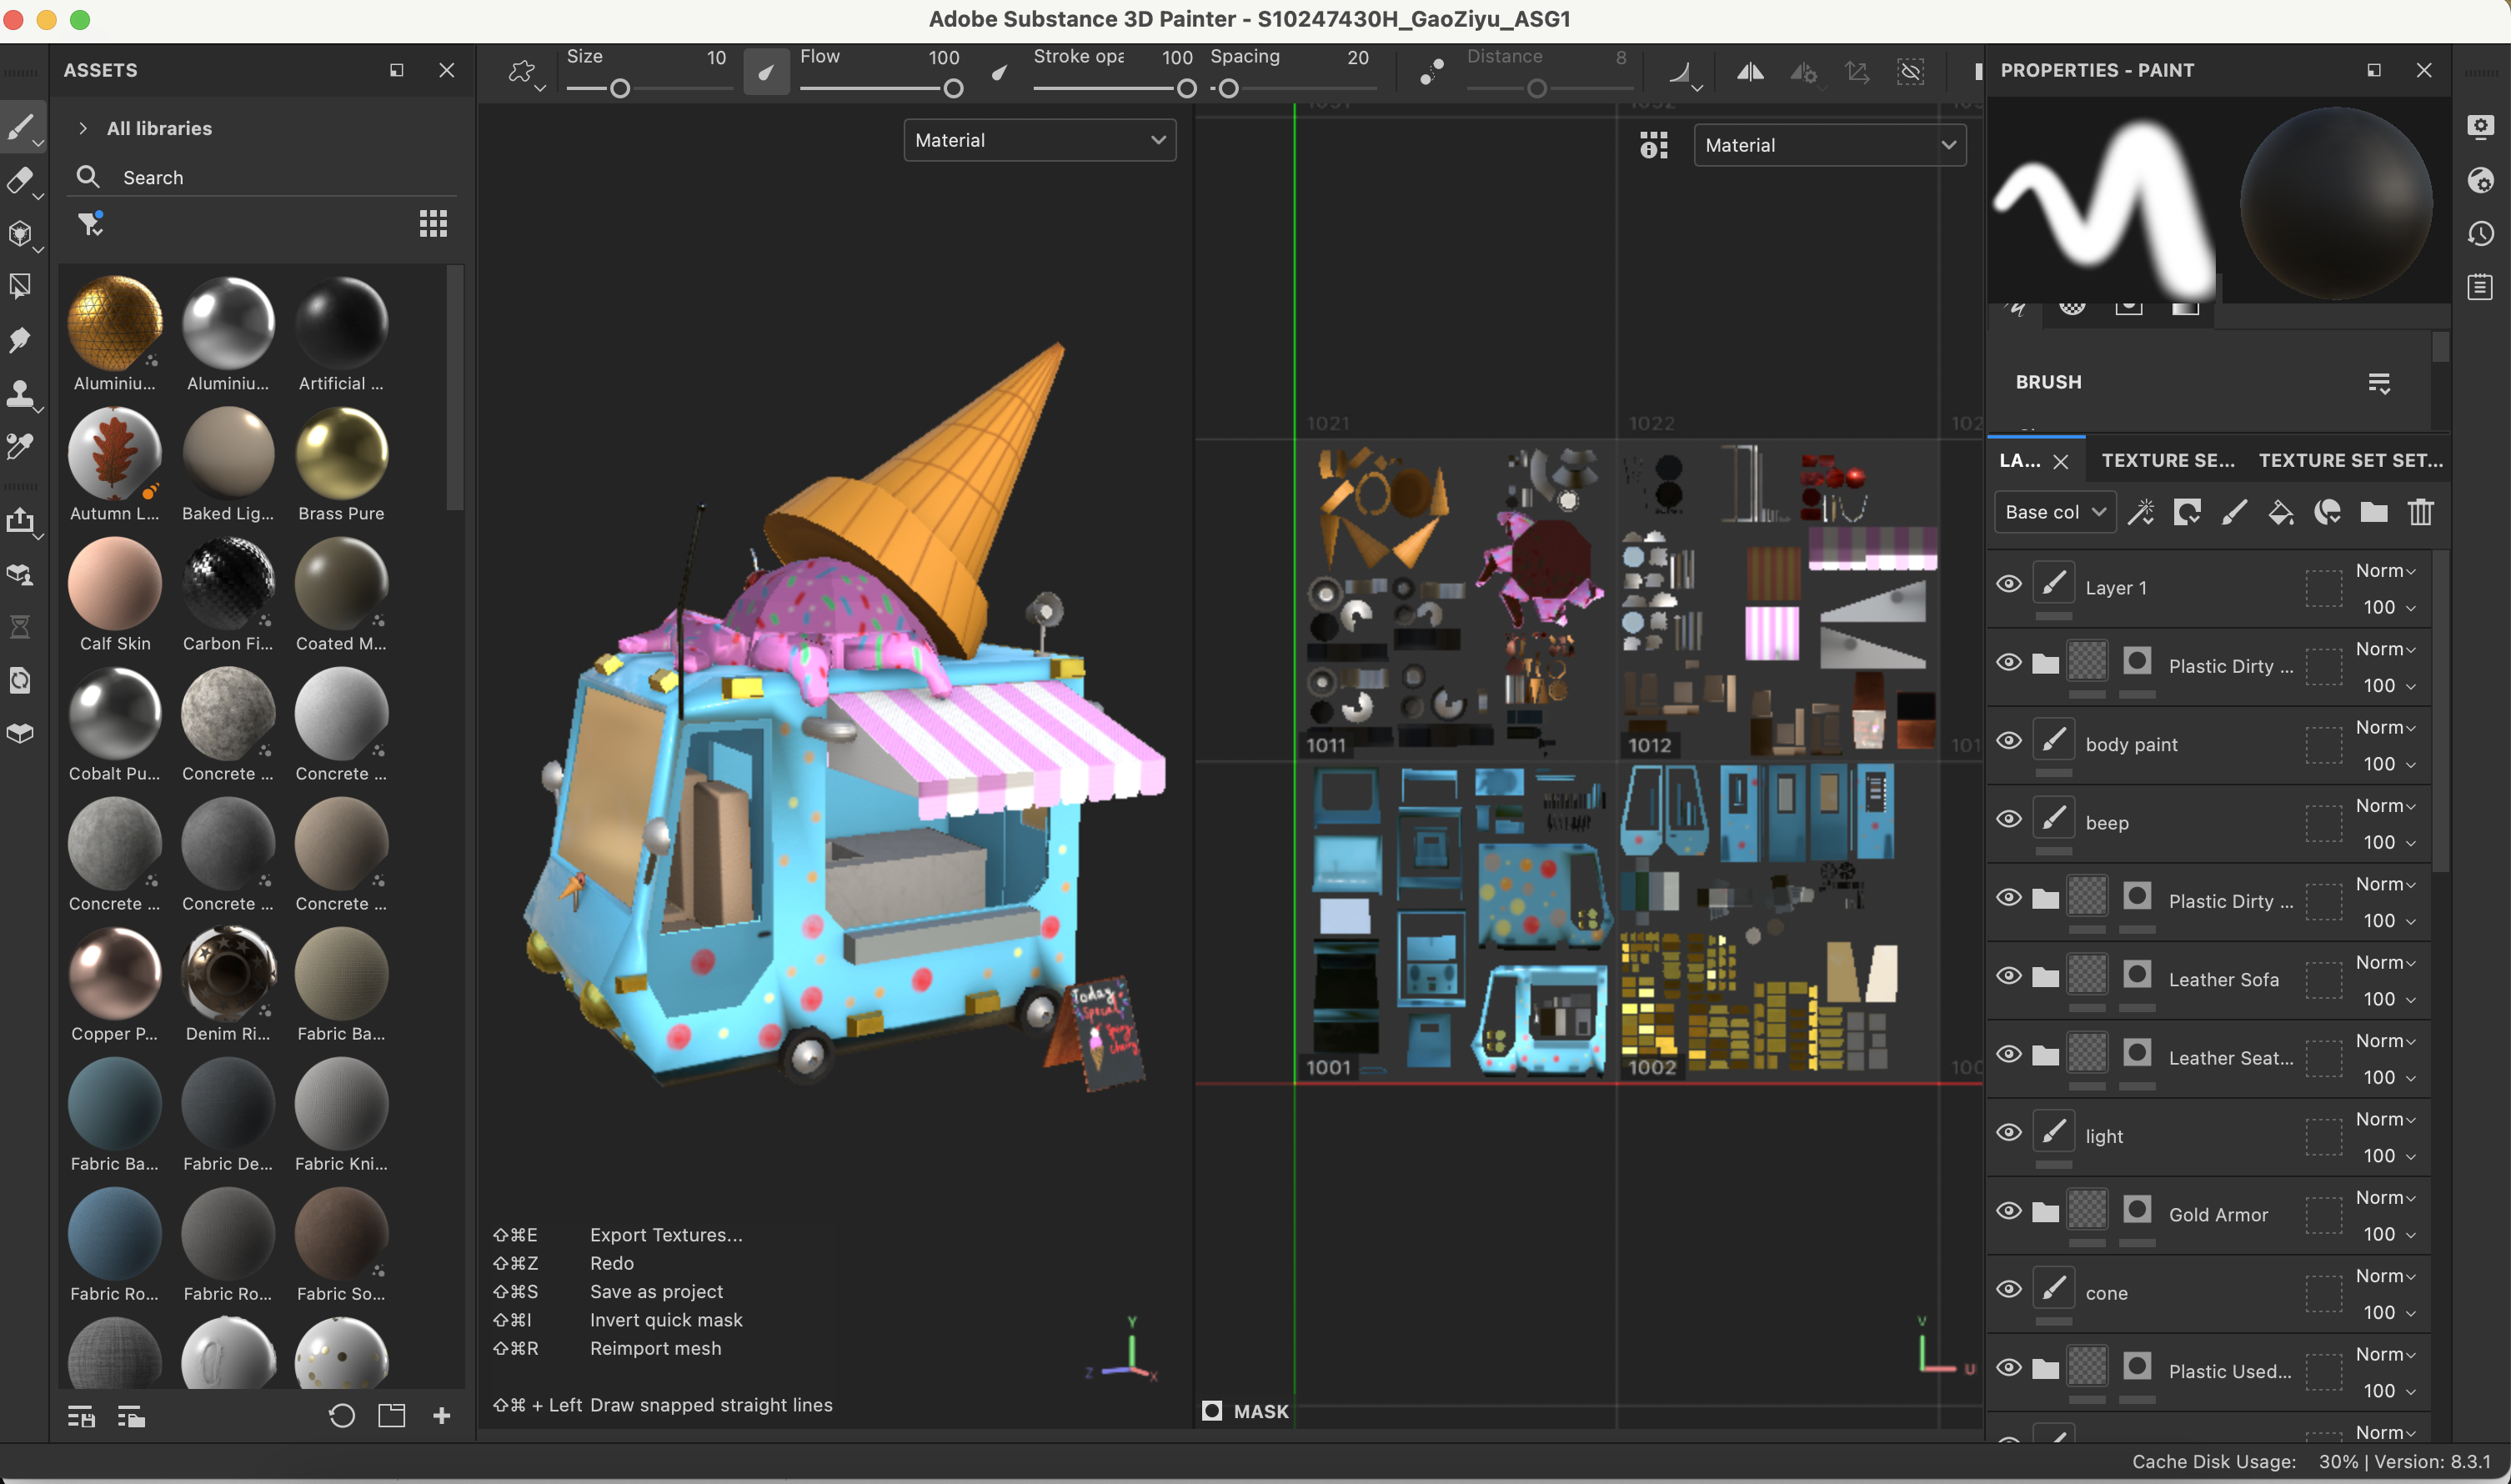 Adobe Substance 3D Painter - S10247430H_GaoZiyu_ASG1
ASSETS
All libraries
Search
Aluminiu... Aluminiu... Artificial ...
Autumn L... Baked Lig... Brass Pure
Calf Skin Carbon Fi... Coated M...
Cobalt Pu... Concrete ... Concrete ...
Concrete ... Concrete ... Concrete ...
Copper P... Denim Ri... Fabric Ba...
Fabric Ba... Fabric De... Fabric Kni...
Fabric Ro... Fabric Ro... Fabric So...
Size 10 Flow 100 Stroke opa 100 Spacing 20 Distance 8
Material
Material
1021 1022
1011 1012
1001 1002
Today
Special
⇧⌘E Export Textures...
⇧⌘Z Redo
⇧⌘S Save as project
⇧⌘I Invert quick mask
⇧⌘R Reimport mesh
⇧⌘ + Left Draw snapped straight lines
Y
Z X
V
U
MASK
PROPERTIES - PAINT
BRUSH
LA... TEXTURE SE... TEXTURE SET SET...
Base col
Layer 1 Norm 100
Plastic Dirty ... Norm 100
body paint Norm 100
beep Norm 100
Plastic Dirty ... Norm 100
Leather Sofa Norm 100
Leather Seat... Norm 100
light Norm 100
Gold Armor Norm 100
cone Norm 100
Plastic Used... Norm 100
Norm
Cache Disk Usage: 30% | Version: 8.3.1